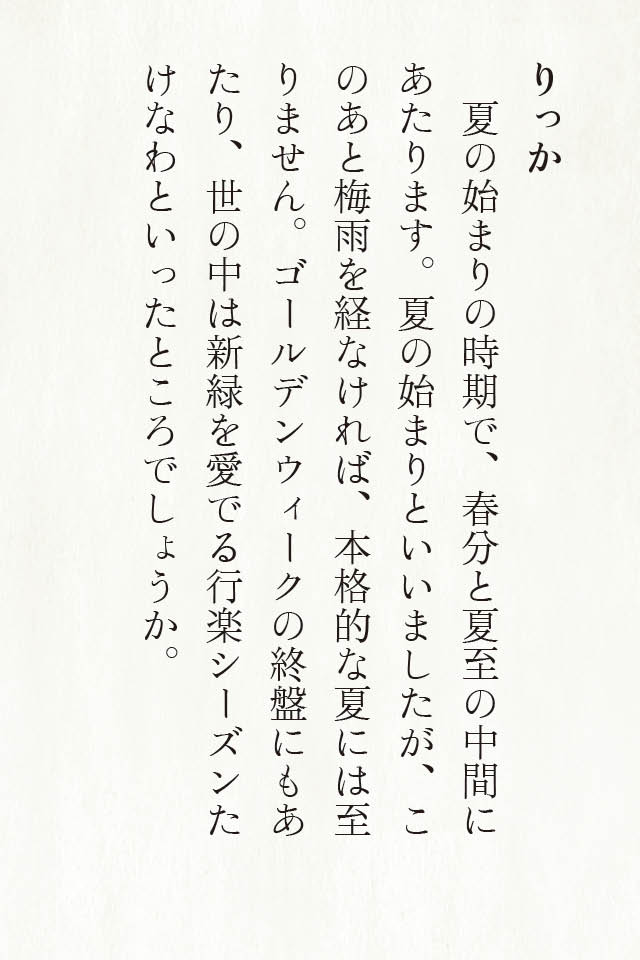 りっか
　夏の始まりの時期で、春分と夏至の中間に
あたります。夏の始まりといいましたが、こ
のあと梅雨を経なければ、本格的な夏には至
りません。ゴールデンウィークの終盤にもあ
たり、世の中は新緑を愛でる行楽シーズンた
けなわといったところでしょうか。